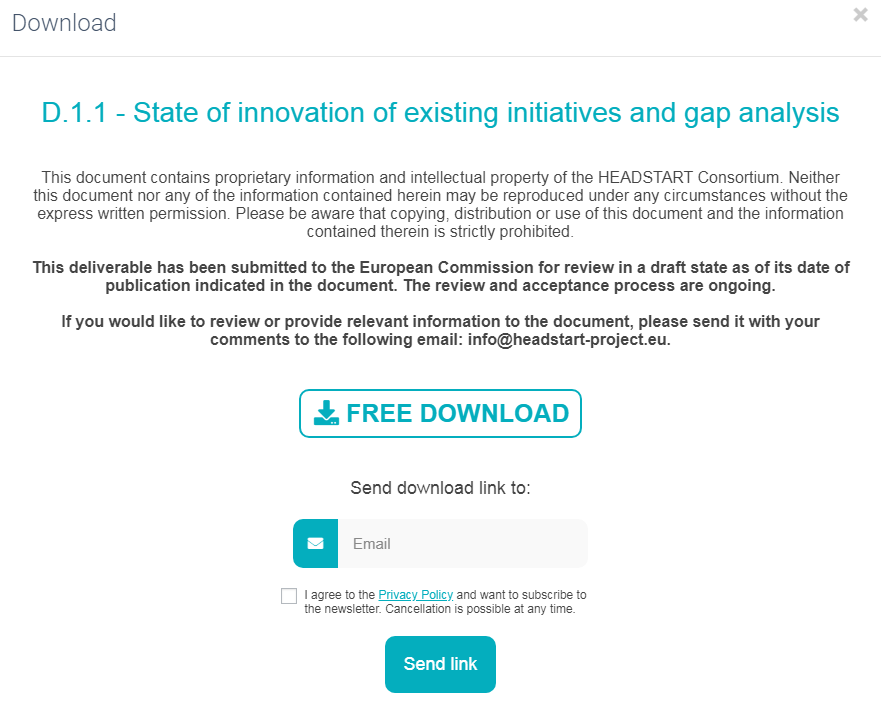 Download
D.1.1 - State of innovation of existing initiatives and gap analysis
This document contains proprietary information and intellectual property of the HEADSTART Consortium. Neither
this document nor any of the information contained herein may be reproduced under any circumstances without the
express written permission. Please be aware that copying, distribution or use of this document and the information
contained therein is strictly prohibited.
This deliverable has been submitted to the European Commission for review in a draft state as of its date of
publication indicated in the document. The review and acceptance process are ongoing.
If you would like to review or provide relevant information to the document, please send it with your
comments to the following email: info@headstart-project.eu.
FREE DOWNLOAD
Send download link to:
Email
I agree to the Privacy Policy and want to subscribe to
the newsletter. Cancellation is possible at any time.
Send link